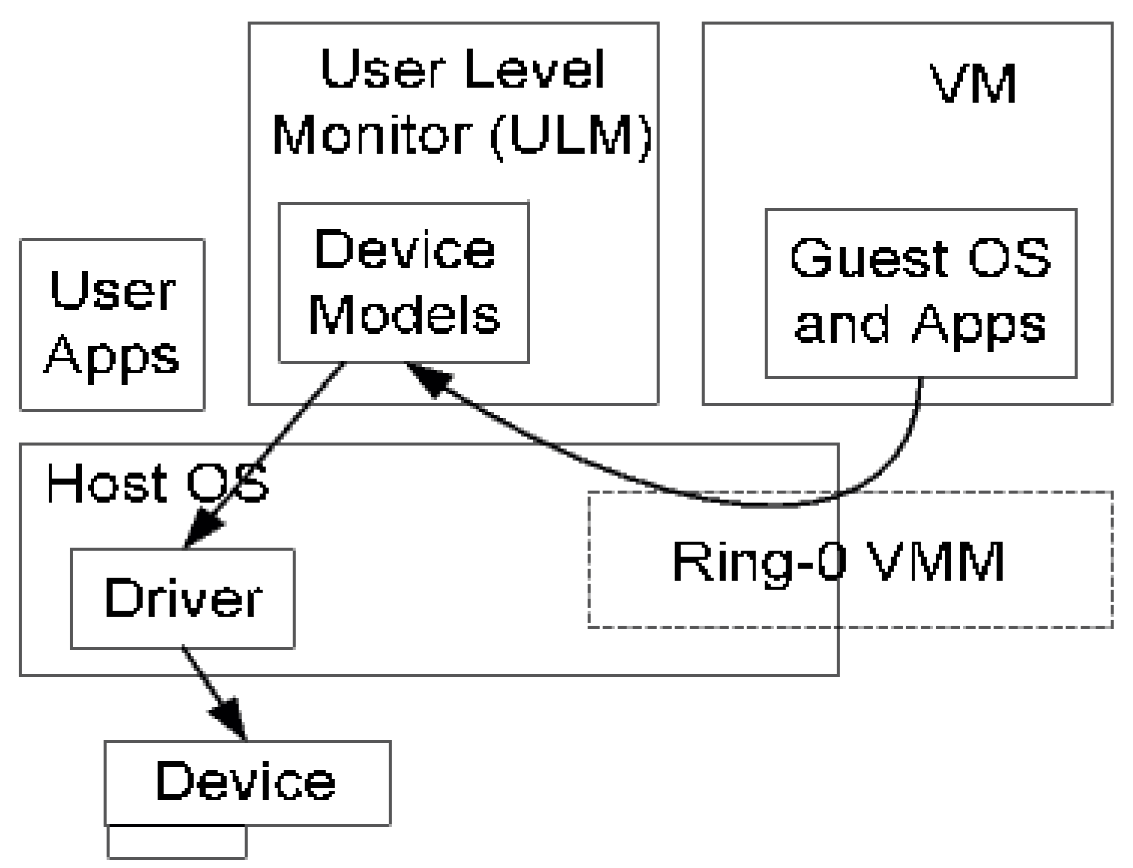 User Level
Monitor (ULM)
VM
Device
Models
Guest OS
and Apps
User
Apps
Host OS
Ring-0 VMM
Driver
Device